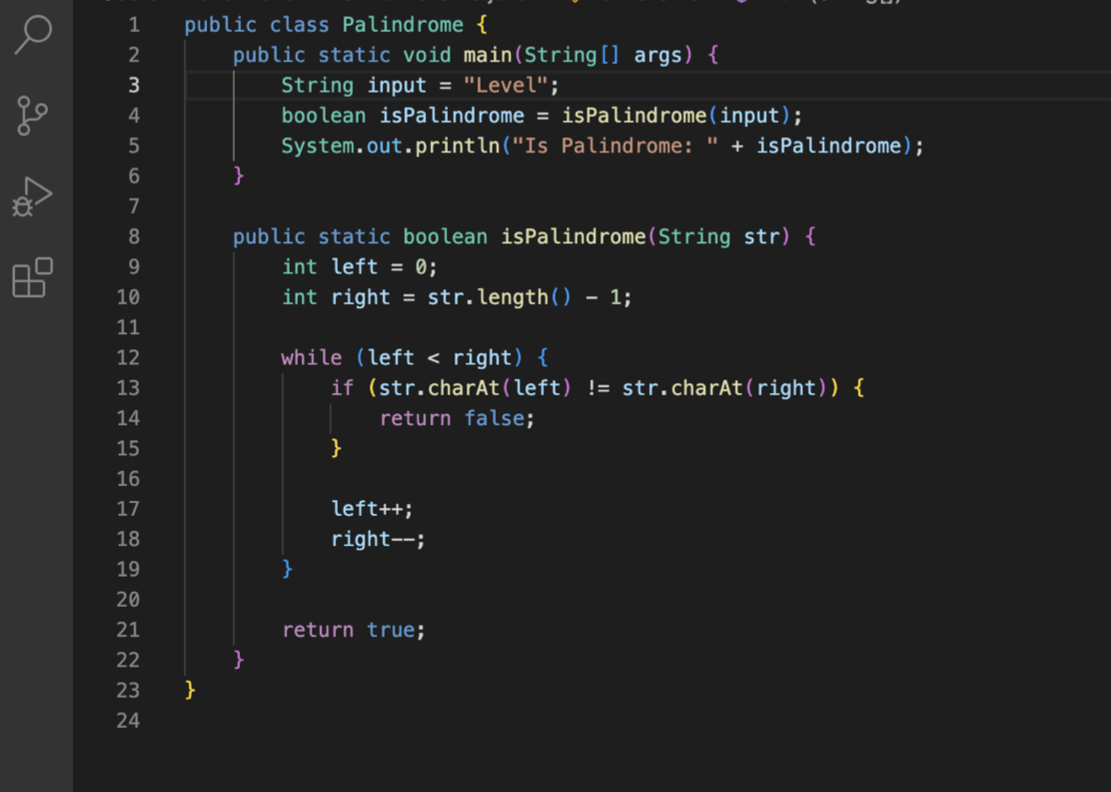 1 public class Palindrome {
2     public static void main(String[] args) {
3         String input = "Level";
4         boolean isPalindrome = isPalindrome(input);
5         System.out.println("Is Palindrome: " + isPalindrome);
6     }
7
8     public static boolean isPalindrome(String str) {
9         int left = 0;
10         int right = str.length() - 1;
11
12         while (left < right) {
13             if (str.charAt(left) != str.charAt(right)) {
14                 return false;
15             }
16
17             left++;
18             right--;
19         }
20
21         return true;
22     }
23 }
24